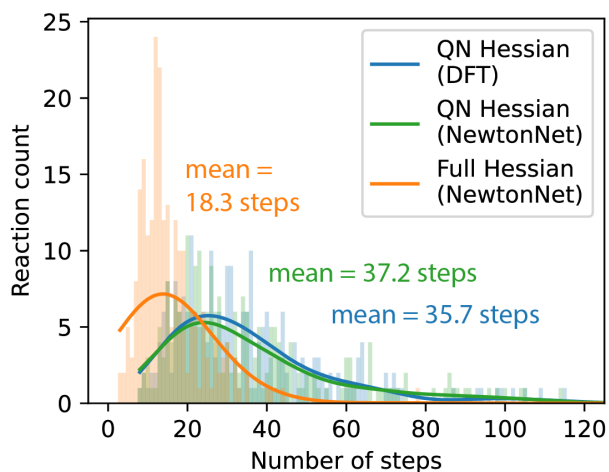 25
20
15
10
5
0
Reaction count
QN Hessian
(DFT)
QN Hessian
(NewtonNet)
Full Hessian
(NewtonNet)
mean =
18.3 steps
mean = 37.2 steps
mean = 35.7 steps
0 20 40 60 80 100 120
Number of steps